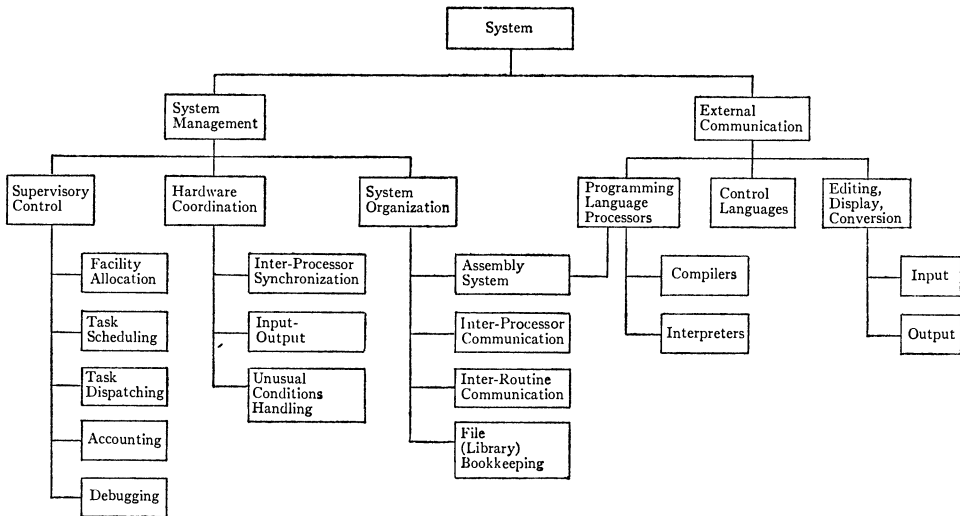 System
System
Management
External
Communication
Supervisory
Control
Hardware
Coordination
System
Organization
Programming
Language
Processors
Control
Languages
Editing,
Display,
Conversion
Facility
Allocation
Task
Scheduling
Task
Dispatching
Accounting
Debugging
Inter-Processor
Synchronization
Input-
Output
Unusual
Conditions
Handling
Assembly
System
Inter-Processor
Communication
Inter-Routine
Communication
File
(Library)
Bookkeeping
Compilers
Interpreters
Input
Output